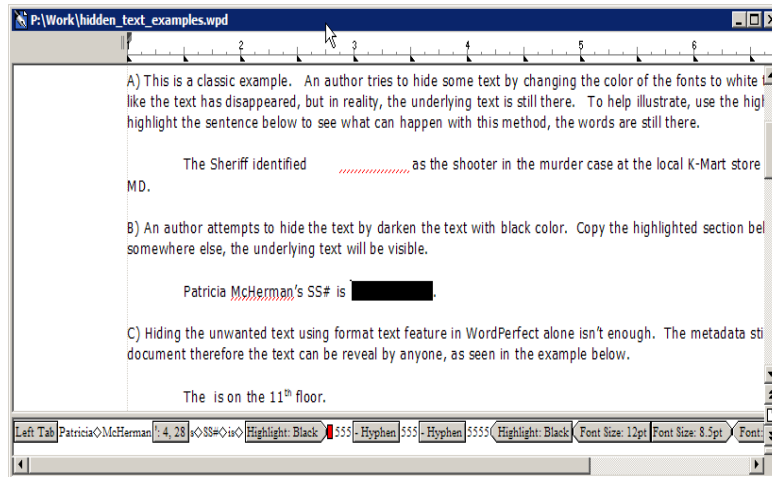 P:\Work\hidden_text_examples.wpd
1 2 3 4 5 6
A) This is a classic example. An author tries to hide some text by changing the color of the fonts to white
like the text has disappeared, but in reality, the underlying text is still there. To help illustrate, use the
highlight the sentence below to see what can happen with this method, the words are still there.
The Sheriff identified as the shooter in the murder case at the local K-Mart store
MD.
B) An author attempts to hide the text by darken the text with black color. Copy the highlighted section
somewhere else, the underlying text will be visible.
Patricia McHerman's SS# is .
C) Hiding the unwanted text using format text feature in WordPerfect alone isn't enough. The metadata
document therefore the text can be reveal by anyone, as seen in the example below.
The is on the 11th floor.
Left Tab Patricia◇McHerman ': 4, 28 s◇SS#◇is◇ Highlight: Black 555 - Hyphen 555 - Hyphen 5555 Highlight: Black Font Size: 12pt Font Size: 8.5pt Font: